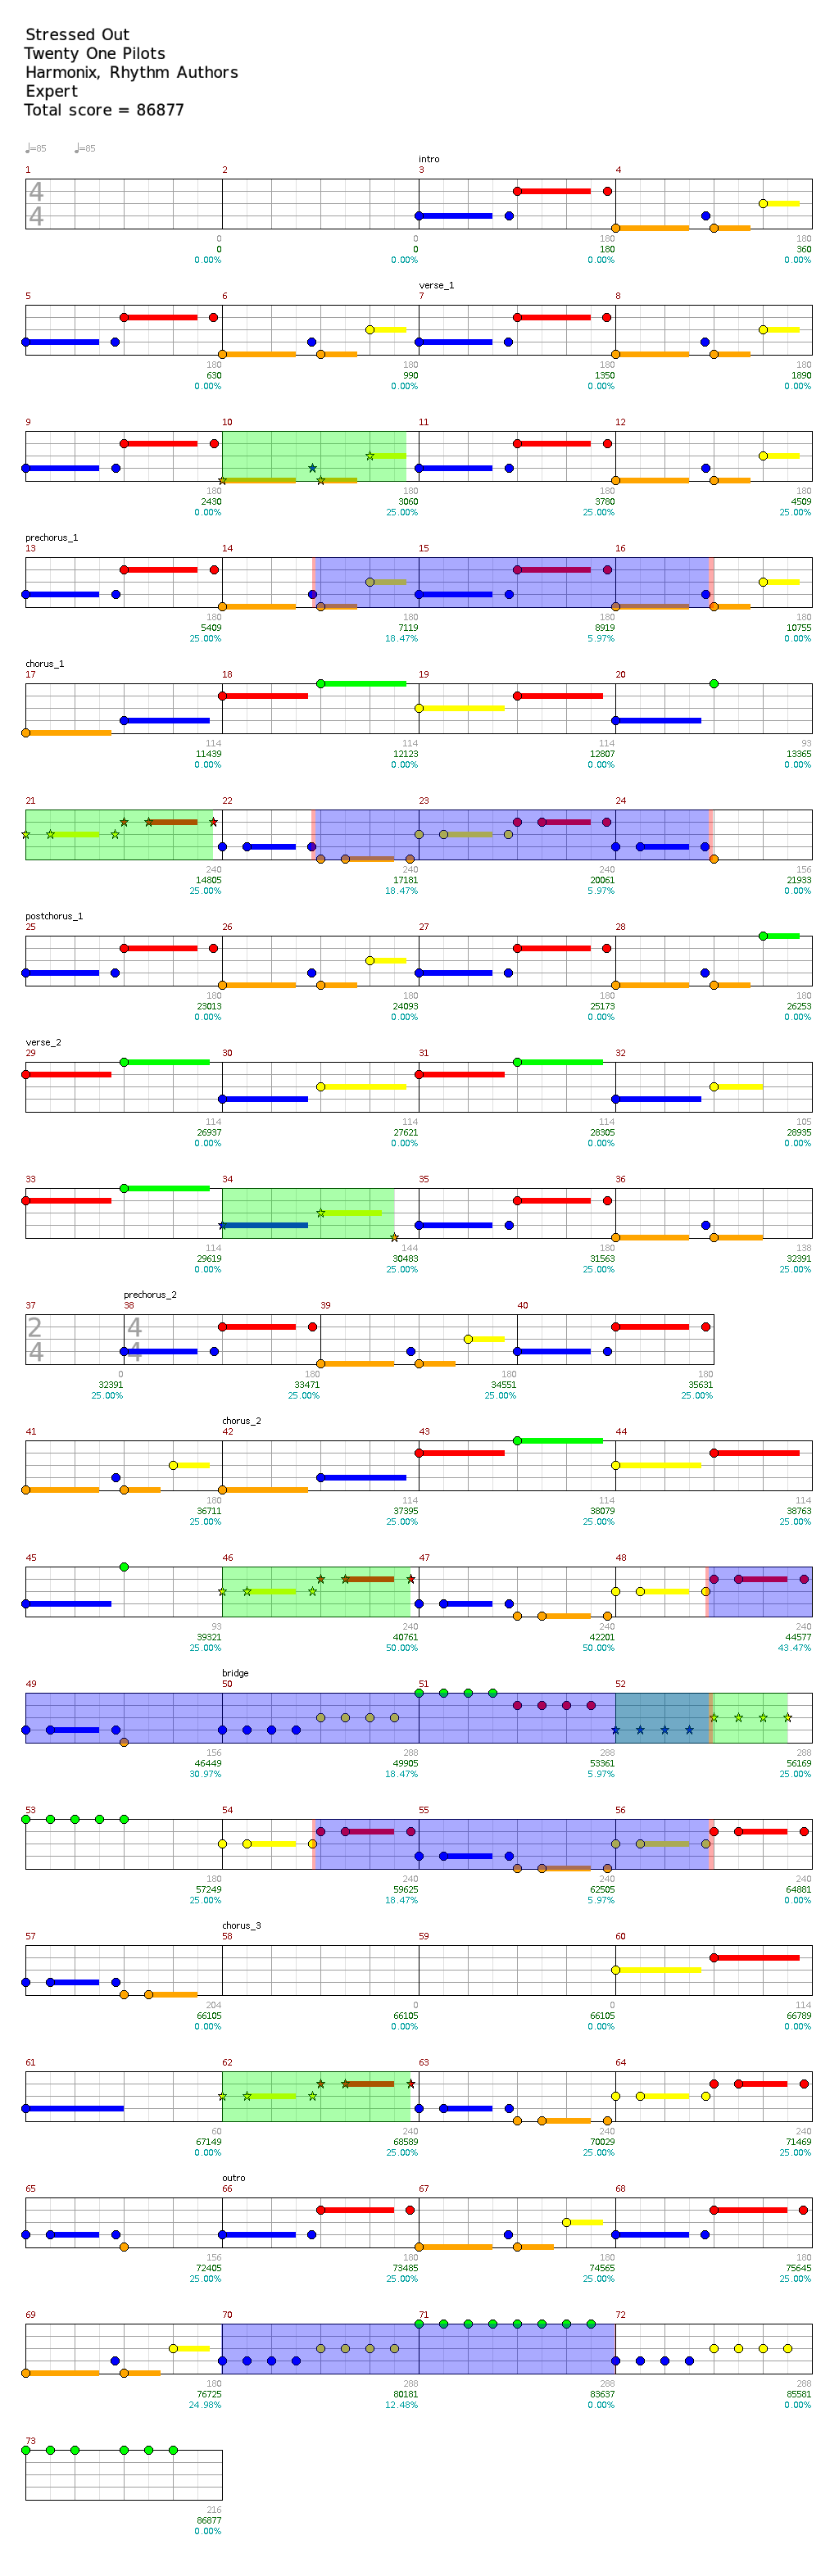 Stressed Out
Twenty One Pilots
Harmonix, Rhythm Authors
Expert
Total score = 86877
♩=85 ♩=85
intro
1 2 3 4
4
4
0 0 180 180
0 0 180 360
0.00% 0.00% 0.00% 0.00%
verse_1
5 6 7 8
180 180 180 180
630 990 1350 1890
0.00% 0.00% 0.00% 0.00%
9 10 11 12
180 180 180 180
2430 3060 3780 4509
0.00% 25.00% 25.00% 25.00%
prechorus_1
13 14 15 16
180 180 180 180
5409 7119 8919 10755
25.00% 18.47% 5.97% 0.00%
chorus_1
17 18 19 20
114 114 114 93
11439 12123 12807 13365
0.00% 0.00% 0.00% 0.00%
21 22 23 24
240 240 240 156
14805 17181 20061 21933
25.00% 18.47% 5.97% 0.00%
postchorus_1
25 26 27 28
180 180 180 180
23013 24093 25173 26253
0.00% 0.00% 0.00% 0.00%
verse_2
29 30 31 32
114 114 114 105
26937 27621 28305 28935
0.00% 0.00% 0.00% 0.00%
33 34 35 36
114 144 180 138
29619 30483 31563 32391
0.00% 25.00% 25.00% 25.00%
prechorus_2
37 38 39 40
2 4
4 4
0 180 180 180
32391 33471 34551 35631
25.00% 25.00% 25.00% 25.00%
chorus_2
41 42 43 44
180 114 114 114
36711 37395 38079 38763
25.00% 25.00% 25.00% 25.00%
45 46 47 48
93 240 240 240
39321 40761 42201 44577
25.00% 50.00% 50.00% 43.47%
bridge
49 50 51 52
156 288 288 288
46449 49905 53361 56169
30.97% 18.47% 5.97% 25.00%
53 54 55 56
180 240 240 240
57249 59625 62505 64881
25.00% 18.47% 5.97% 0.00%
chorus_3
57 58 59 60
204 0 0 114
66105 66105 66105 66789
0.00% 0.00% 0.00% 0.00%
61 62 63 64
60 240 240 240
67149 68589 70029 71469
0.00% 25.00% 25.00% 25.00%
outro
65 66 67 68
156 180 180 180
72405 73485 74565 75645
25.00% 25.00% 25.00% 25.00%
69 70 71 72
180 288 288 288
76725 80181 83637 85581
24.98% 12.48% 0.00% 0.00%
73
216
86877
0.00%